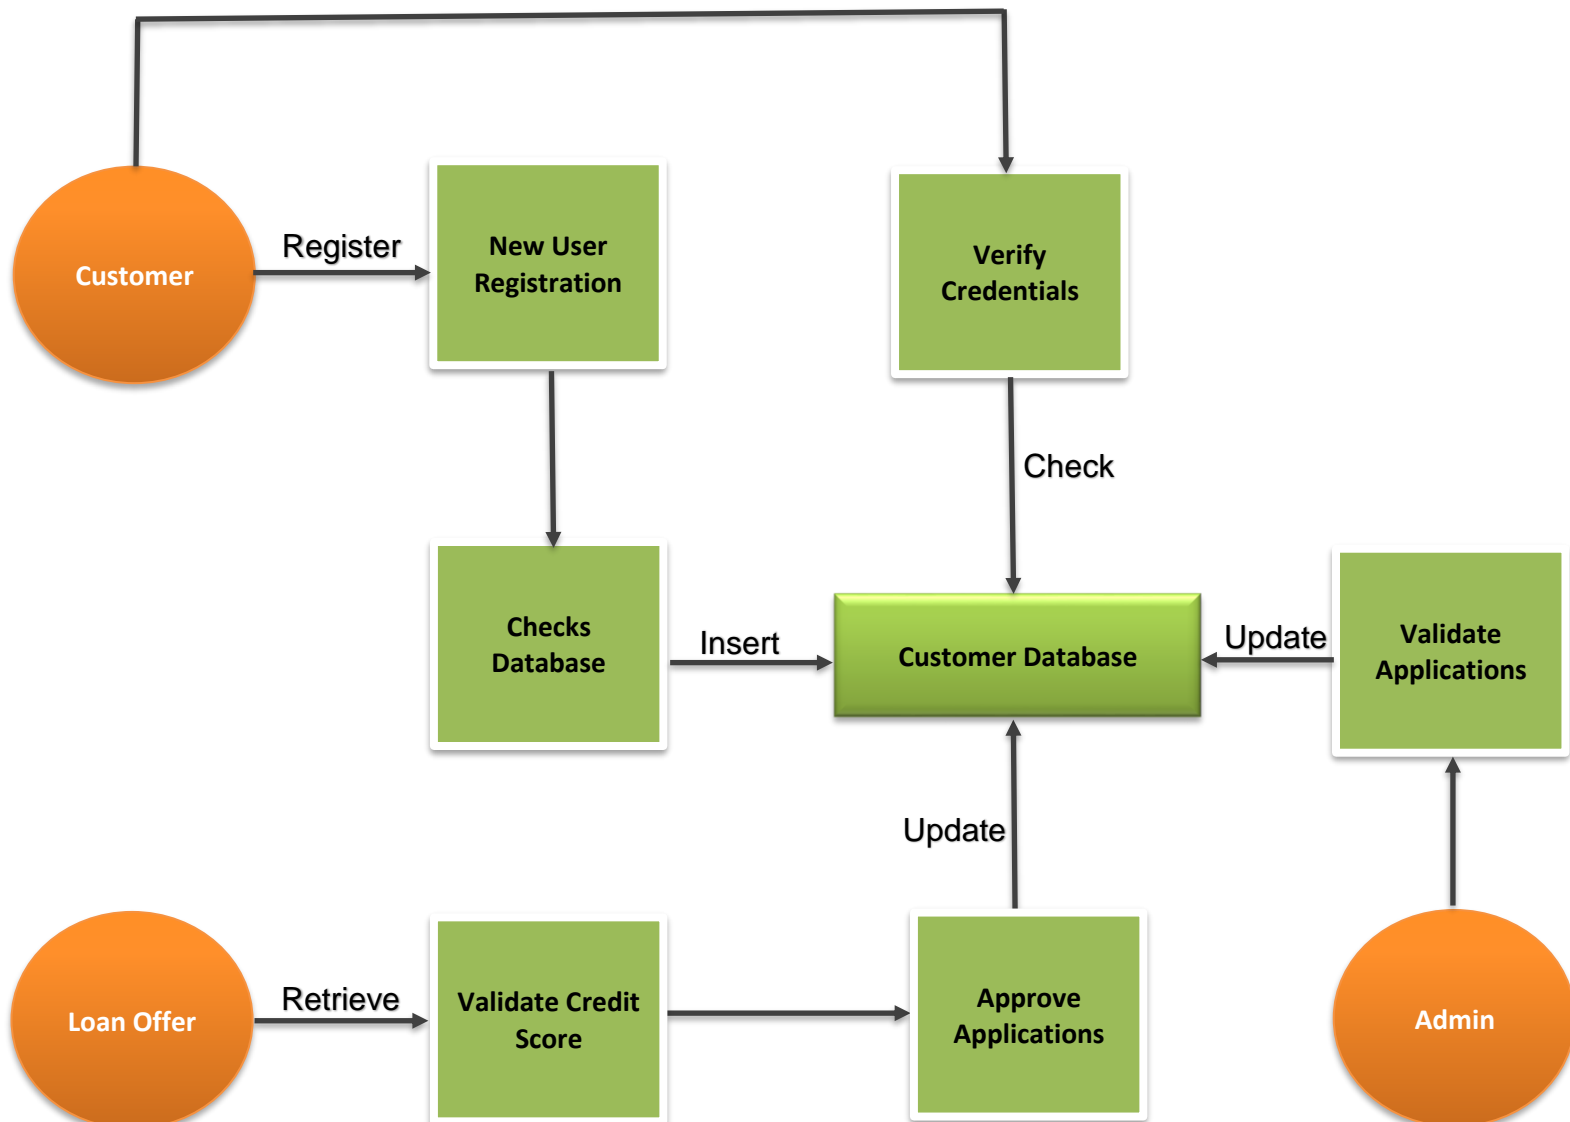 Customer
Register
New User
Registration
Verify
Credentials
Check
Checks
Database
Insert
Customer Database
Update
Validate
Applications
Update
Loan Offer
Retrieve
Validate Credit
Score
Approve
Applications
Admin